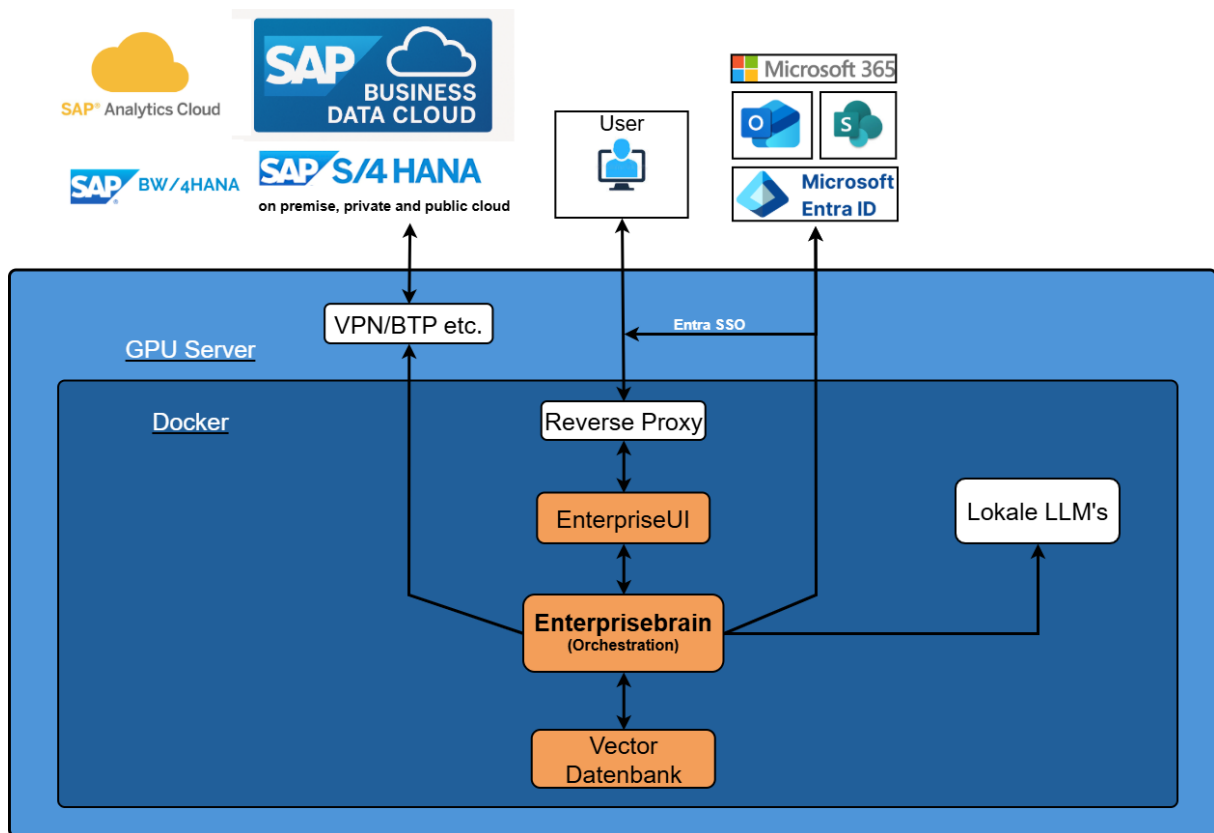 SAP® Analytics Cloud
SAP BUSINESS
DATA CLOUD
SAP® BW/4HANA
SAP S/4 HANA
on premise, private and public cloud
User
Microsoft 365
O
S
Microsoft
Entra ID
VPN/BTP etc.
Entra SSO
GPU Server
Docker
Reverse Proxy
EnterpriseUI
Lokale LLM's
Enterprisebrain
(Orchestration)
Vector
Datenbank